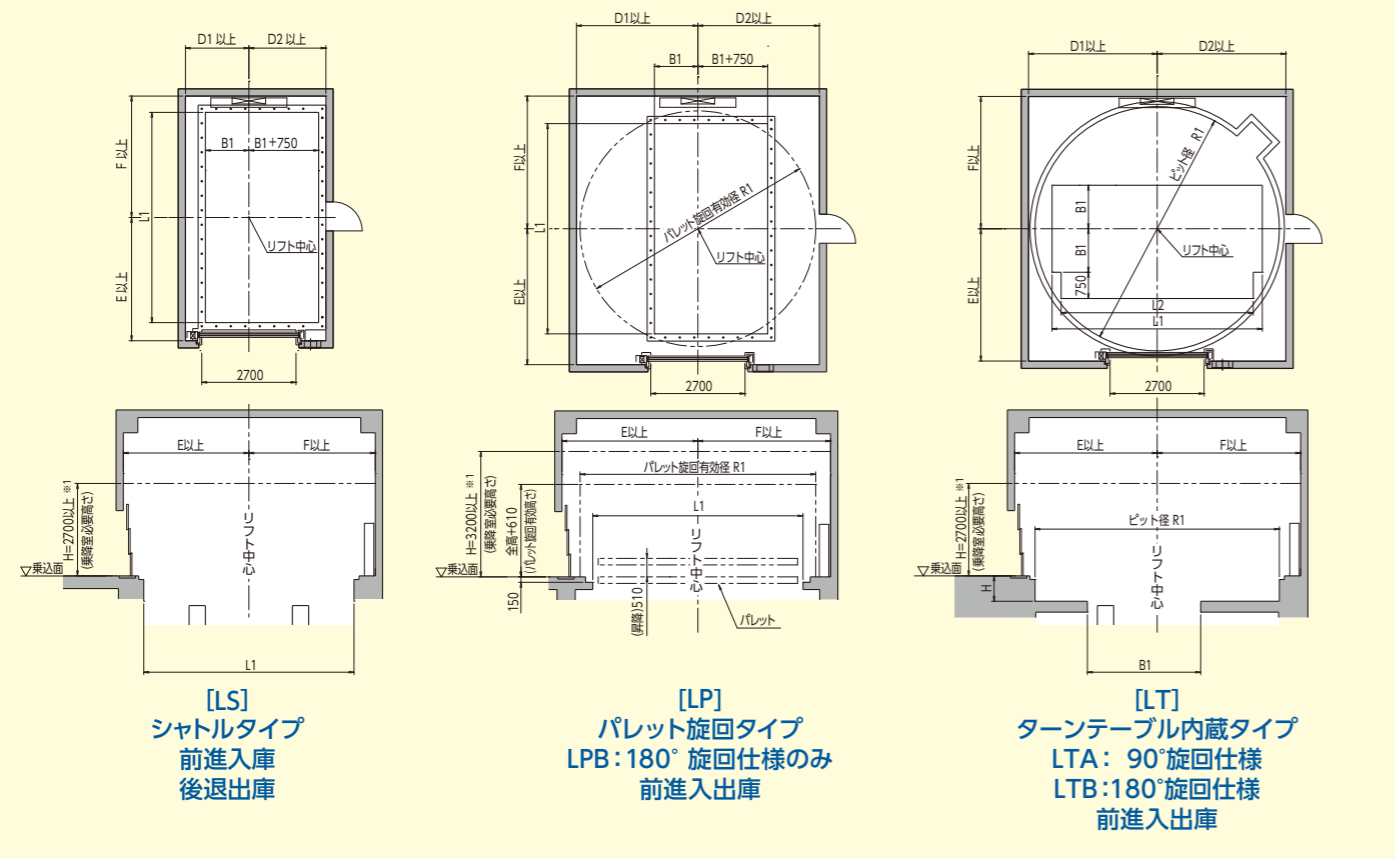 D1以上
D2以上
F以上
B1
B1+750
L1
リフト中心
E以上
2700
E以上
F以上
H=2700以上 ※1
(乗降室必要高さ)
リフト中心
▽乗込面
L1
[LS]
シャトルタイプ
前進入庫
後退出庫
D1以上
D2以上
B1
B1+750
F以上
L1
パレット旋回有効径 R1
リフト中心
E以上
2700
E以上
F以上
パレット旋回有効径 R1
H=3200以上 ※1
(乗降室必要高さ)
全高+610
(パレット旋回有効高さ)
L1
リフト中心
▽乗込面
150
(昇降)510
パレット
[LP]
パレット旋回タイプ
LPB:180° 旋回仕様のみ
前進入出庫
D1以上
D2以上
F以上
ピット径 R1
B1
B1
リフト中心
E以上
750
L2
L1
2700
E以上
F以上
H=2700以上 ※1
(乗降室必要高さ)
ピット径 R1
リフト中心
▽乗込面
H
B1
[LT]
ターンテーブル内蔵タイプ
LTA: 90°旋回仕様
LTB:180°旋回仕様
前進入出庫